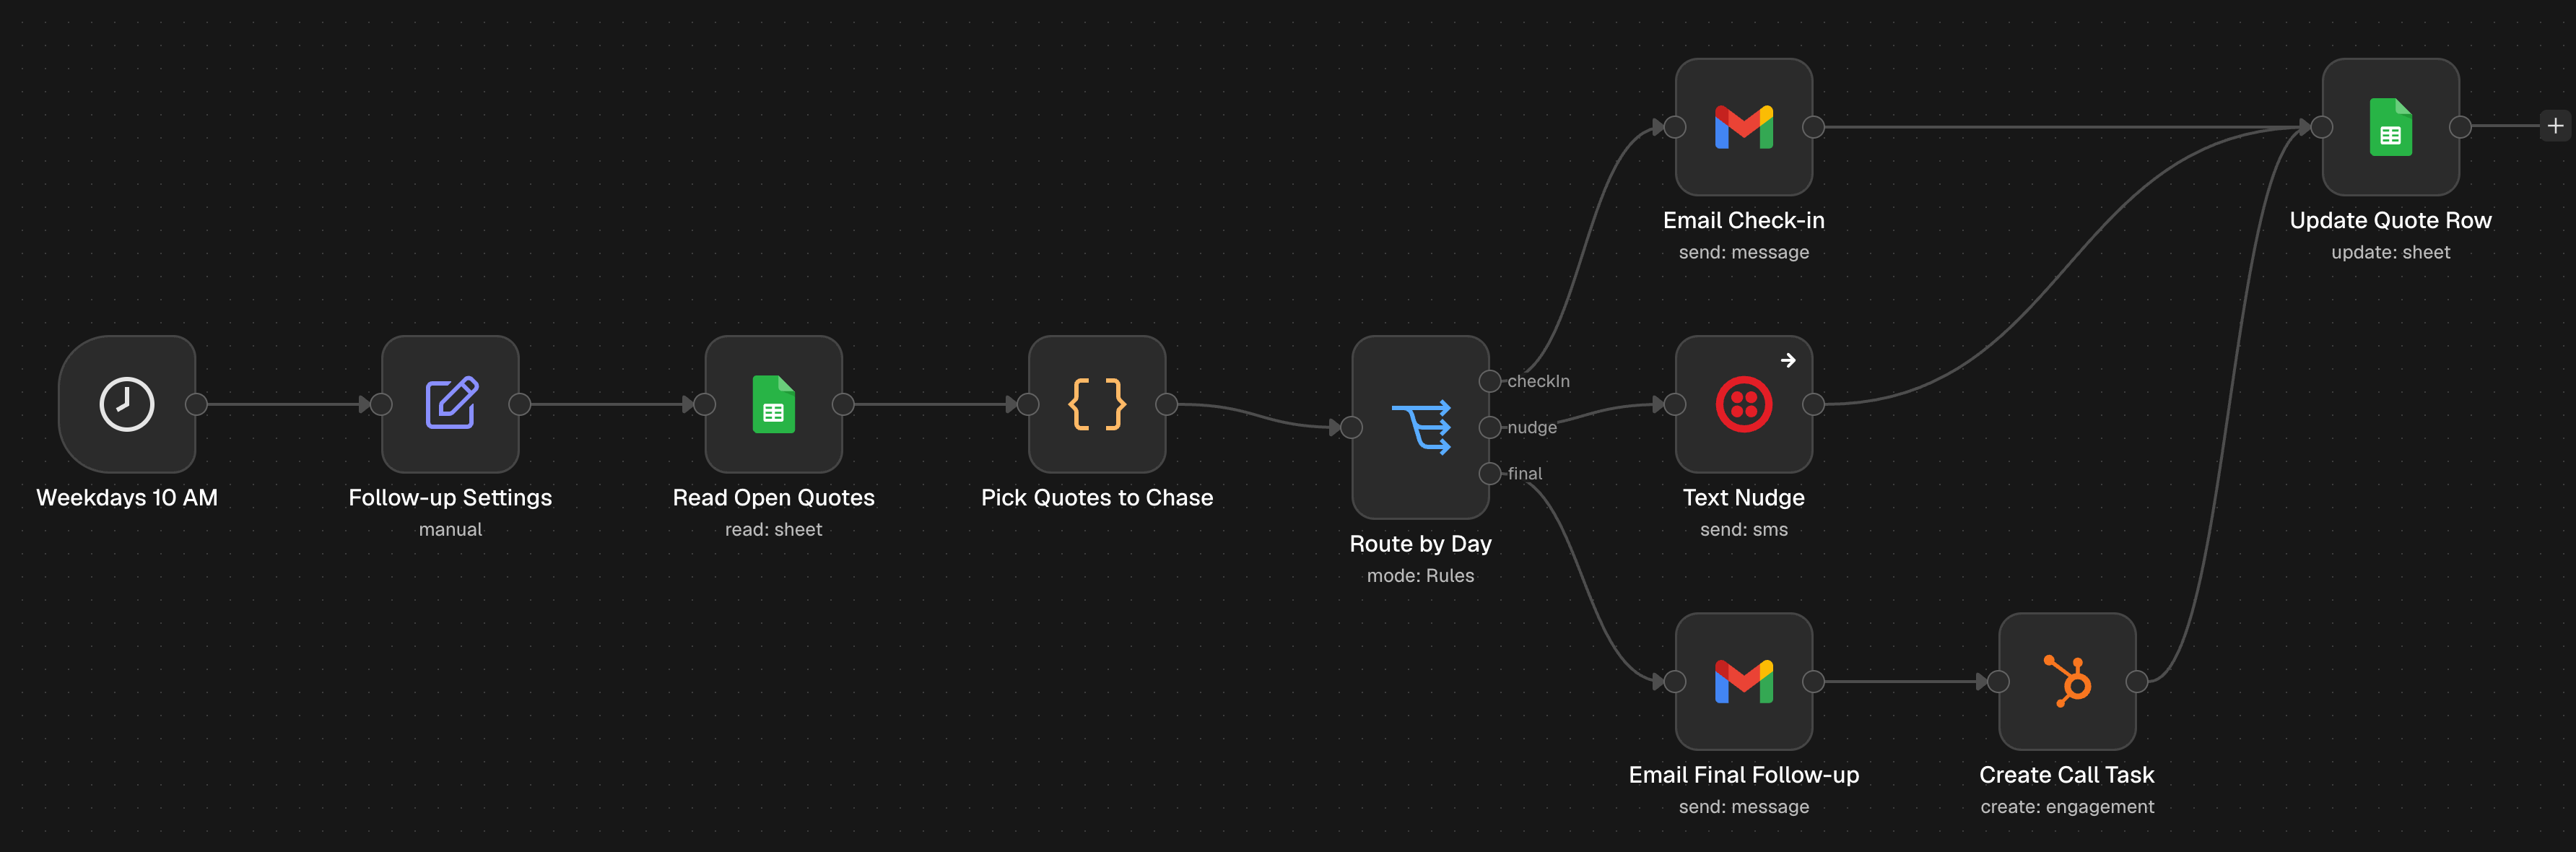 Email Check-in
send: message
Update Quote Row
update: sheet
Weekdays 10 AM
Follow-up Settings
manual
Read Open Quotes
read: sheet
Pick Quotes to Chase
checkIn
nudge
final
Route by Day
mode: Rules
Text Nudge
send: sms
Email Final Follow-up
send: message
Create Call Task
create: engagement